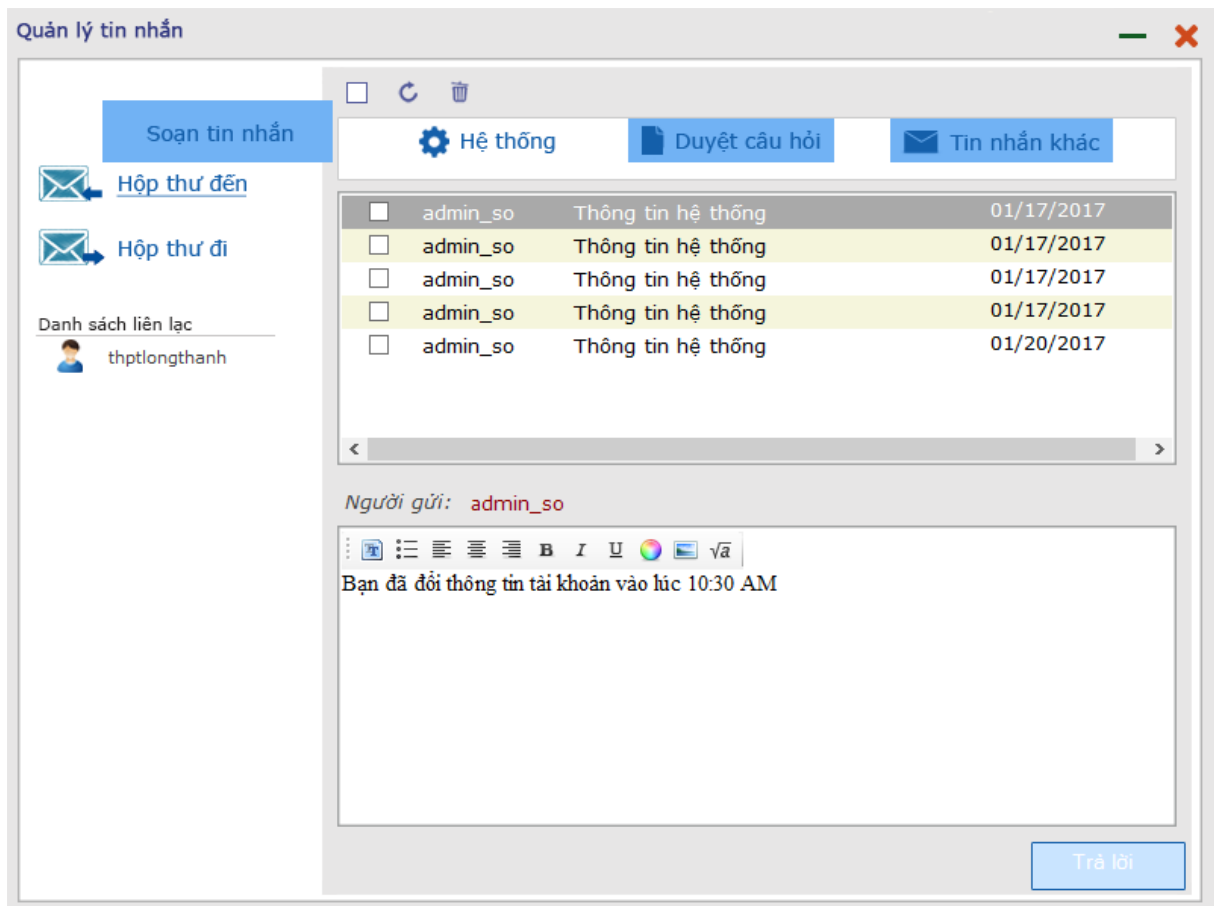 Quản lý tin nhắn
Soạn tin nhắn
Hộp thư đến
Hộp thư đi
Danh sách liên lạc
thptlongthanh
Hệ thống Duyệt câu hỏi Tin nhắn khác
admin_so Thông tin hệ thống 01/17/2017
admin_so Thông tin hệ thống 01/17/2017
admin_so Thông tin hệ thống 01/17/2017
admin_so Thông tin hệ thống 01/17/2017
admin_so Thông tin hệ thống 01/20/2017
Người gửi: admin_so
B I U √a
Bạn đã đổi thông tin tài khoản vào lúc 10:30 AM
Trả lời